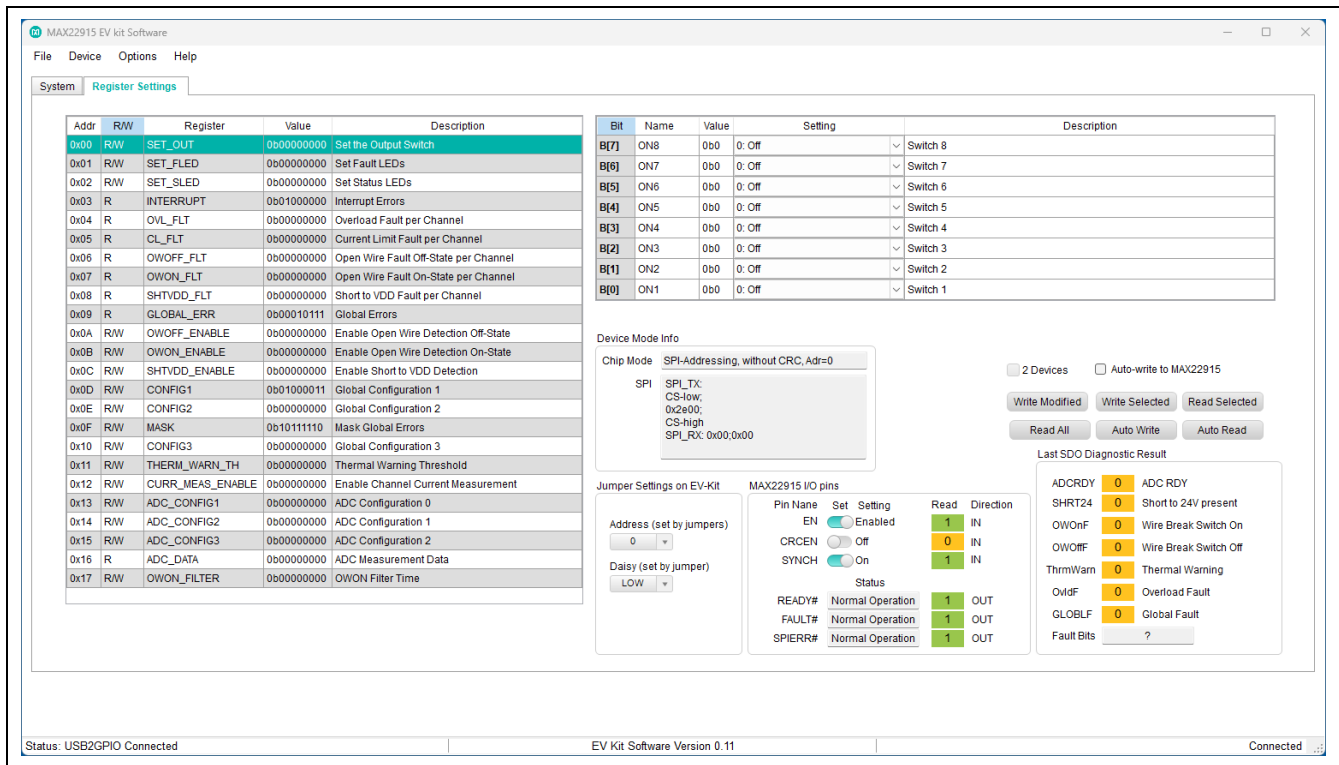 MAX22915 EV kit Software
File Device Options Help
System Register Settings
Addr R/W Register Value Description
0x00 R/W SET_OUT 0b00000000 Set the Output Switch
0x01 R/W SET_FLED 0b00000000 Set Fault LEDs
0x02 R/W SET_SLED 0b00000000 Set Status LEDs
0x03 R INTERRUPT 0b01000000 Interrupt Errors
0x04 R OVL_FLT 0b00000000 Overload Fault per Channel
0x05 R CL_FLT 0b00000000 Current Limit Fault per Channel
0x06 R OWOFF_FLT 0b00000000 Open Wire Fault Off-State per Channel
0x07 R OWON_FLT 0b00000000 Open Wire Fault On-State per Channel
0x08 R SHTVDD_FLT 0b00000000 Short to VDD Fault per Channel
0x09 R GLOBAL_ERR 0b00010111 Global Errors
0x0A R/W OWOFF_ENABLE 0b00000000 Enable Open Wire Detection Off-State
0x0B R/W OWON_ENABLE 0b00000000 Enable Open Wire Detection On-State
0x0C R/W SHTVDD_ENABLE 0b00000000 Enable Short to VDD Detection
0x0D R/W CONFIG1 0b01000011 Global Configuration 1
0x0E R/W CONFIG2 0b00000000 Global Configuration 2
0x0F R/W MASK 0b10111110 Mask Global Errors
0x10 R/W CONFIG3 0b00000000 Global Configuration 3
0x11 R/W THERM_WARN_TH 0b00000000 Thermal Warning Threshold
0x12 R/W CURR_MEAS_ENABLE 0b00000000 Enable Channel Current Measurement
0x13 R/W ADC_CONFIG1 0b00000000 ADC Configuration 0
0x14 R/W ADC_CONFIG2 0b00000000 ADC Configuration 1
0x15 R/W ADC_CONFIG3 0b00000000 ADC Configuration 2
0x16 R ADC_DATA 0b00000000 ADC Measurement Data
0x17 R/W OWON_FILTER 0b00000000 OWON Filter Time
Bit Name Value Setting Description
B[7] ON8 0b0 0: Off Switch 8
B[6] ON7 0b0 0: Off Switch 7
B[5] ON6 0b0 0: Off Switch 6
B[4] ON5 0b0 0: Off Switch 5
B[3] ON4 0b0 0: Off Switch 4
B[2] ON3 0b0 0: Off Switch 3
B[1] ON2 0b0 0: Off Switch 2
B[0] ON1 0b0 0: Off Switch 1
Device Mode Info
Chip Mode SPI-Addressing, without CRC, Adr=0
SPI SPI_TX:
CS-low;
0x2e00;
CS-high
SPI_RX: 0x00;0x00
2 Devices Auto-write to MAX22915
Write Modified Write Selected Read Selected
Read All Auto Write Auto Read
Jumper Settings on EV-Kit
Address (set by jumpers)
0
Daisy (set by jumper)
LOW
MAX22915 I/O pins
Pin Nane Set Setting Read Direction
EN Enabled 1 IN
CRCEN Off 0 IN
SYNCH On 1 IN
Status
READY# Normal Operation 1 OUT
FAULT# Normal Operation 1 OUT
SPIERR# Normal Operation 1 OUT
Last SDO Diagnostic Result
ADCRDY 0 ADC RDY
SHRT24 0 Short to 24V present
OWOnF 0 Wire Break Switch On
OWOffF 0 Wire Break Switch Off
ThrmWarn 0 Thermal Warning
OvldF 0 Overload Fault
GLOBLF 0 Global Fault
Fault Bits ?
Status: USB2GPIO Connected EV Kit Software Version 0.11 Connected